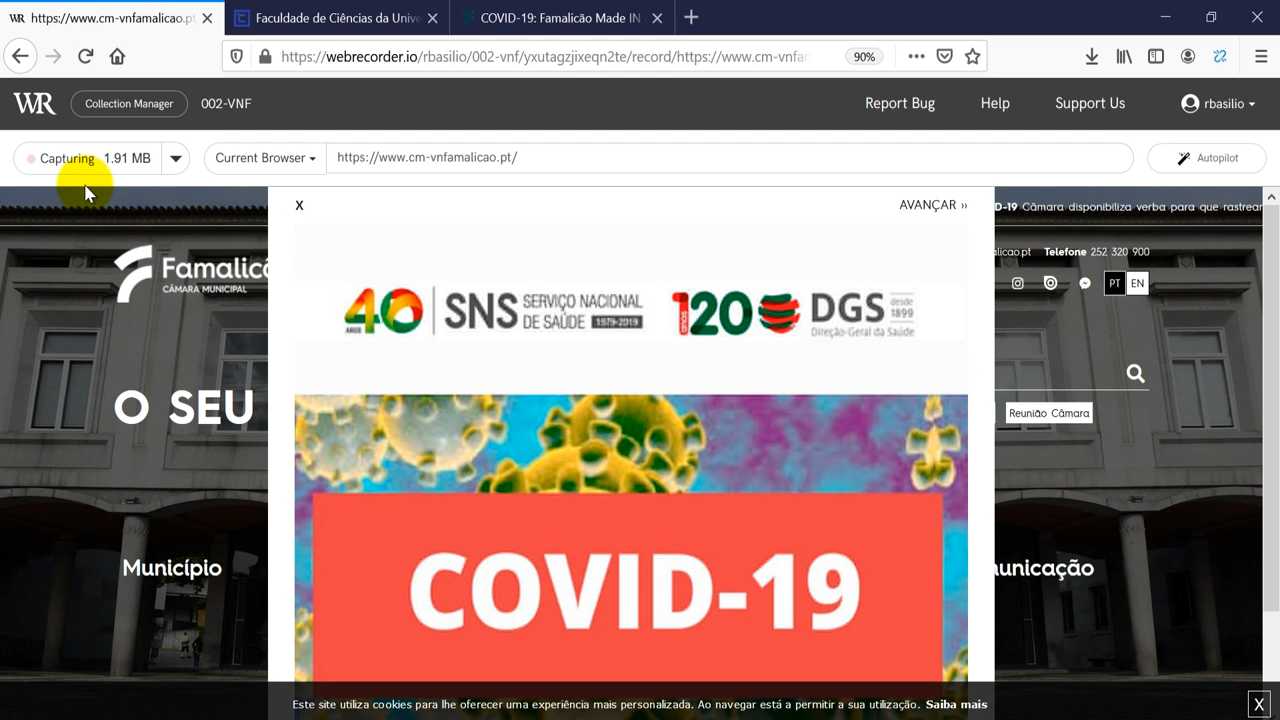 https://www.cm-vnfamalicao.pt
Faculdade de Ciências da Unive
COVID-19: Famalicão Made IN
https://webrecorder.io/rbasilio/002-vnf/yxutagzjixeqn2te/record/https://www.cm-vnfam
90%
WR
Collection Manager
002-VNF
Report Bug
Help
Support Us
rbasilio
Capturing 1.91 MB
Current Browser
https://www.cm-vnfamalicao.pt/
Autopilot
X
AVANÇAR ››
D-19 Câmara disponibiliza verba para que rastrear
alicao.pt Telefone 252 320 900
Famalicã
CÂMARA MUNICIPAL
PT
EN
40 ANOS
SNS SERVIÇO NACIONAL
DE SAÚDE 1979-2019
120 anos
DGS desde
1899
Direção-Geral da Saúde
O SEU
Reunião Câmara
Município
unicação
COVID-19
Este site utiliza cookies para lhe oferecer uma experiência mais personalizada. Ao navegar está a permitir a sua utilização. Saiba mais
X